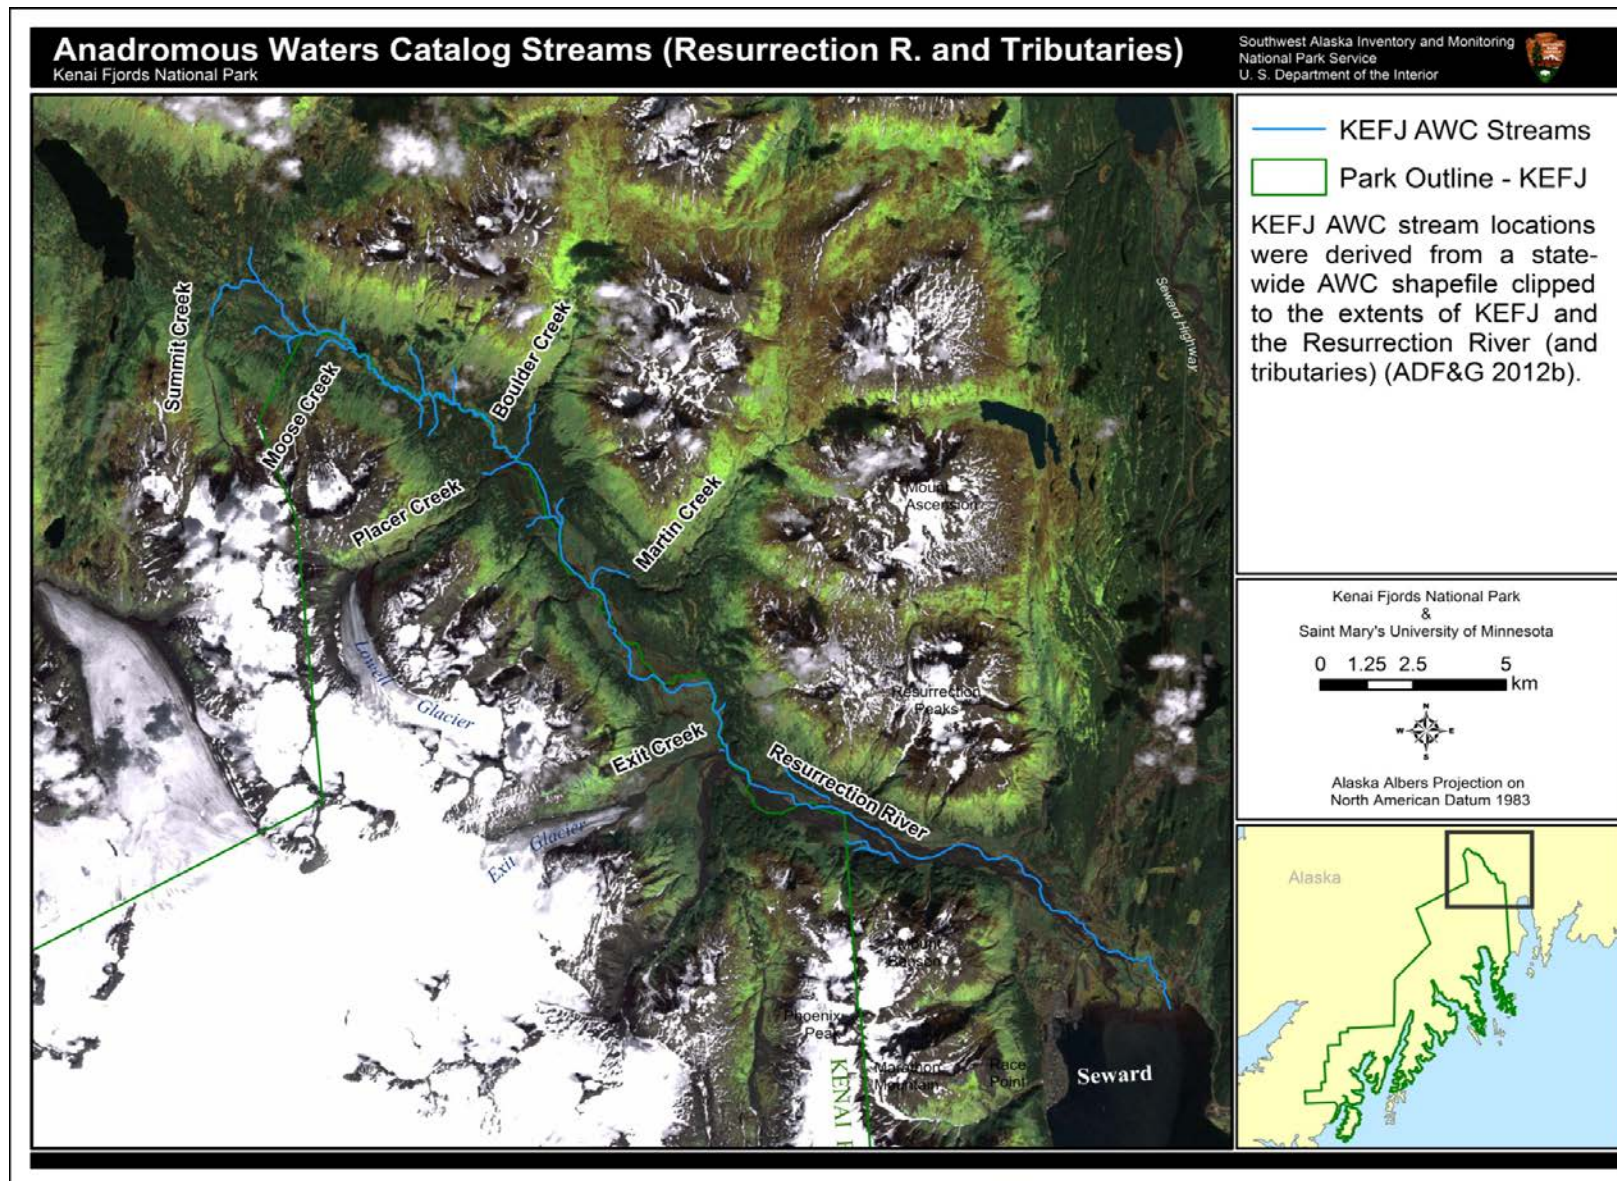 Anadromous Waters Catalog Streams (Resurrection R. and Tributaries)
Kenai Fjords National Park
Southwest Alaska Inventory and Monitoring
National Park Service
U. S. Department of the Interior
KEFJ AWC Streams
Park Outline - KEFJ
KEFJ AWC stream locations
were derived from a state-
wide AWC shapefile clipped
to the extents of KEFJ and
the Resurrection River (and
tributaries) (ADF&G 2012b).
Summit Creek
Moose Creek
Boulder Creek
Placer Creek
Martin Creek
Seward Highway
Mount
Ascension
Lowell Glacier
Resurrection
Peaks
Exit Creek
Resurrection River
Exit Glacier
Mount
Benson
Phoenix
Peak
Marathon
Mountain
Race
Point
Seward
KENAI
Kenai Fjords National Park
&
Saint Mary's University of Minnesota
0 1.25 2.5 5
km
N
W E
S
Alaska Albers Projection on
North American Datum 1983
Alaska